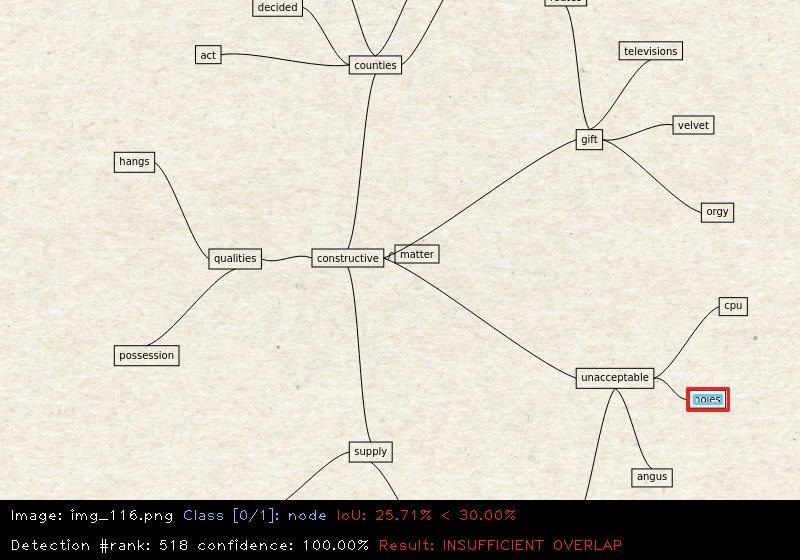 decided
act
counties
televisions
velvet
gift
hangs
orgy
qualities
constructive
matter
cpu
possession
unacceptable
supply
angus
Image: img_116.png Class [0/1]: node IoU: 25.71% < 30.00%
Detection #rank: 518 confidence: 100.00% Result: INSUFFICIENT OVERLAP